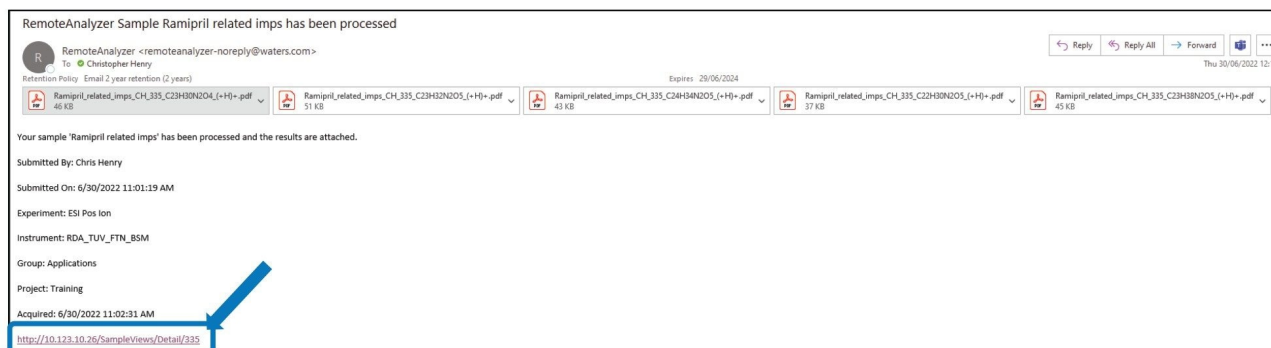 RemoteAnalyzer Sample Ramipril related imps has been processed
R
RemoteAnalyzer <remoteanalyzer-noreply@waters.com>
To Christopher Henry
Reply Reply All Forward
Retention Policy Email 2 year retention (2 years)
Expires 29/06/2024
Thu 30/06/2022 12:
Ramipril_related_imps_CH_335_C23H30N2O4_(+H)+.pdf
46 KB
Ramipril_related_imps_CH_335_C23H32N2O5_(+H)+.pdf
51 KB
Ramipril_related_imps_CH_335_C24H34N2O5_(+H)+.pdf
43 KB
Ramipril_related_imps_CH_335_C22H30N2O5_(+H)+.pdf
37 KB
Ramipril_related_imps_CH_335_C23H38N2O5_(+H)+.pdf
45 KB
Your sample 'Ramipril related imps' has been processed and the results are attached.
Submitted By: Chris Henry
Submitted On: 6/30/2022 11:01:19 AM
Experiment: ESI Pos Ion
Instrument: RDA_TUV_FTN_BSM
Group: Applications
Project: Training
Acquired: 6/30/2022 11:02:31 AM
http://10.123.10.26/SampleViews/Detail/335